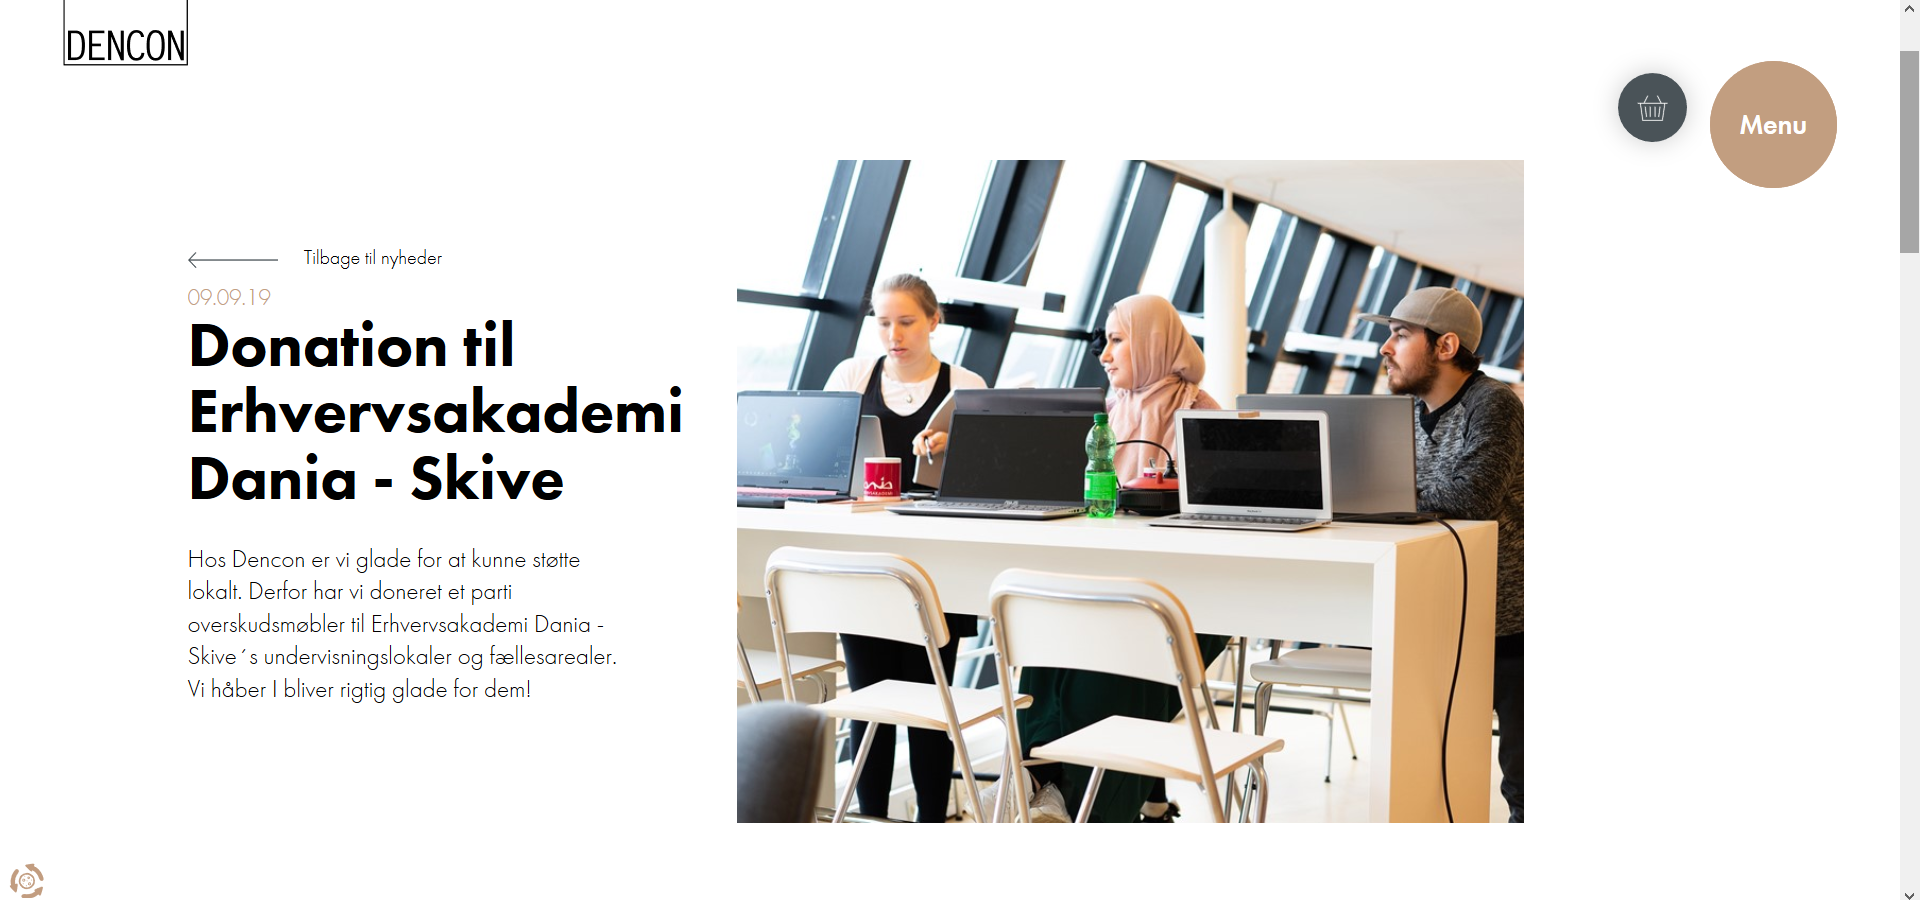 DENCON
Menu
Tilbage til nyheder
09.09.19
Donation til
Erhvervsakademi
Dania - Skive
Hos Dencon er vi glade for at kunne støtte
lokalt. Derfor har vi doneret et parti
overskudsmøbler til Erhvervsakademi Dania -
Skive´s undervisningslokaler og fællesarealer.
Vi håber I bliver rigtig glade for dem!